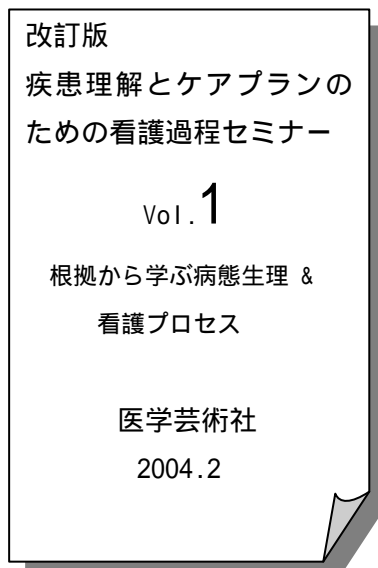 改訂版
疾患理解とケアプランの
ための看護過程セミナー
Vol.1
根拠から学ぶ病態生理 &
看護プロセス
医学芸術社
2004.2